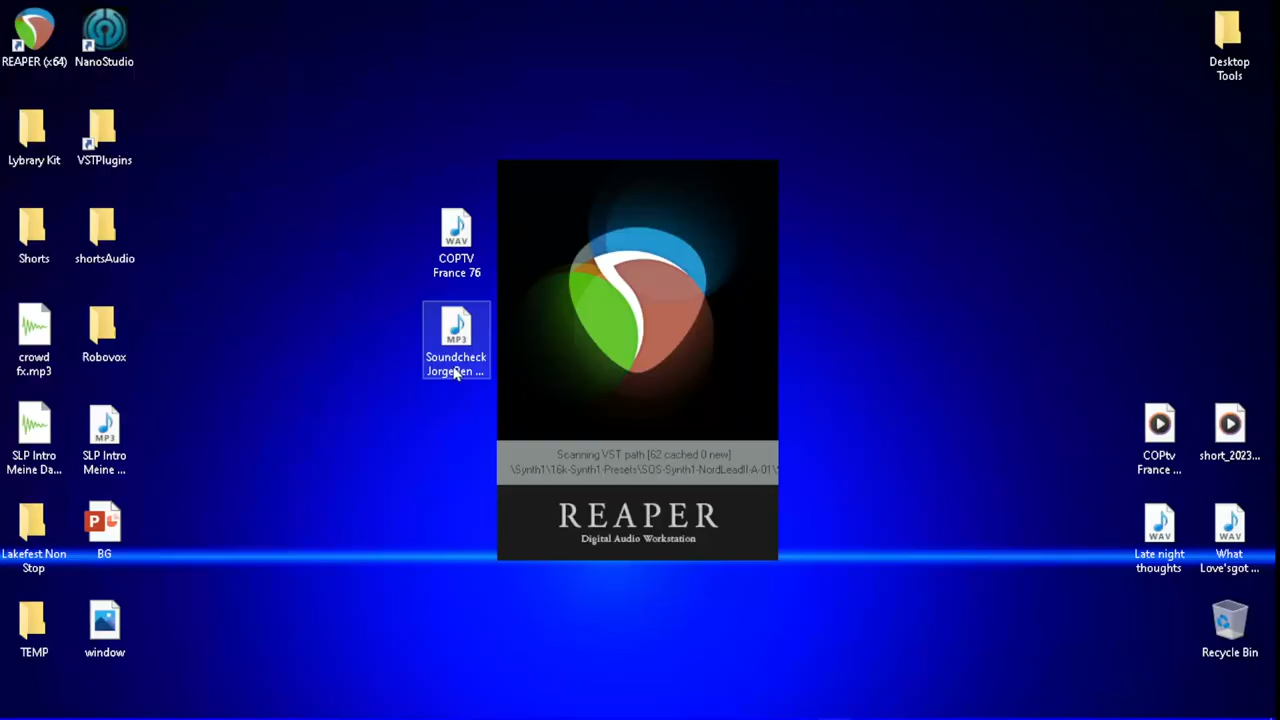 REAPER (x64)
NanoStudio
Desktop
Tools
Lybrary Kit
VSTPlugins
Shorts
shortsAudio
WAV
COPTV
France 76
MP3
Soundcheck
crowd
fx.mp3
Robovox
SLP Intro
Meine Da...
MP3
SLP Intro
Meine ...
COPtv
France ...
short_2023...
Scanning VST path [62 cached 0 new]
\Synth1\16k-Synth1-Presets\SOS-Synth1-NordLeadII-A-01\
REAPER
Digital Audio Workstation
Lakefest Non
Stop
P
BG
WAV
Late night
thoughts
WAV
What
Love'sgot ...
TEMP
window
Recycle Bin